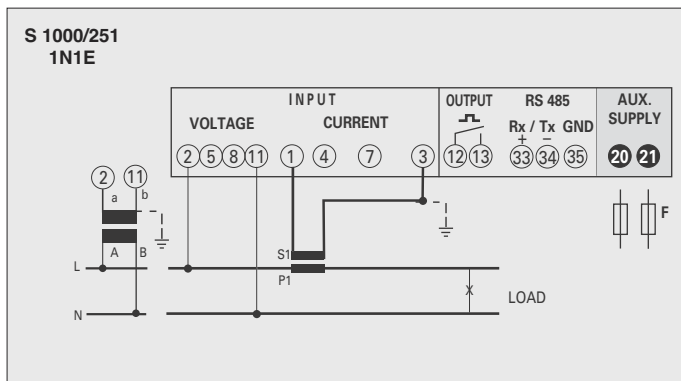 S 1000/251
1N1E
INPUT
VOLTAGE
CURRENT
OUTPUT
RS 485
Rx / Tx GND
+ −
AUX.
SUPPLY
2 5 8 11 1 4 7 3 12 13 33 34 35 20 21
2 11
a b
A B
S1
P1
L
N
LOAD
X
F